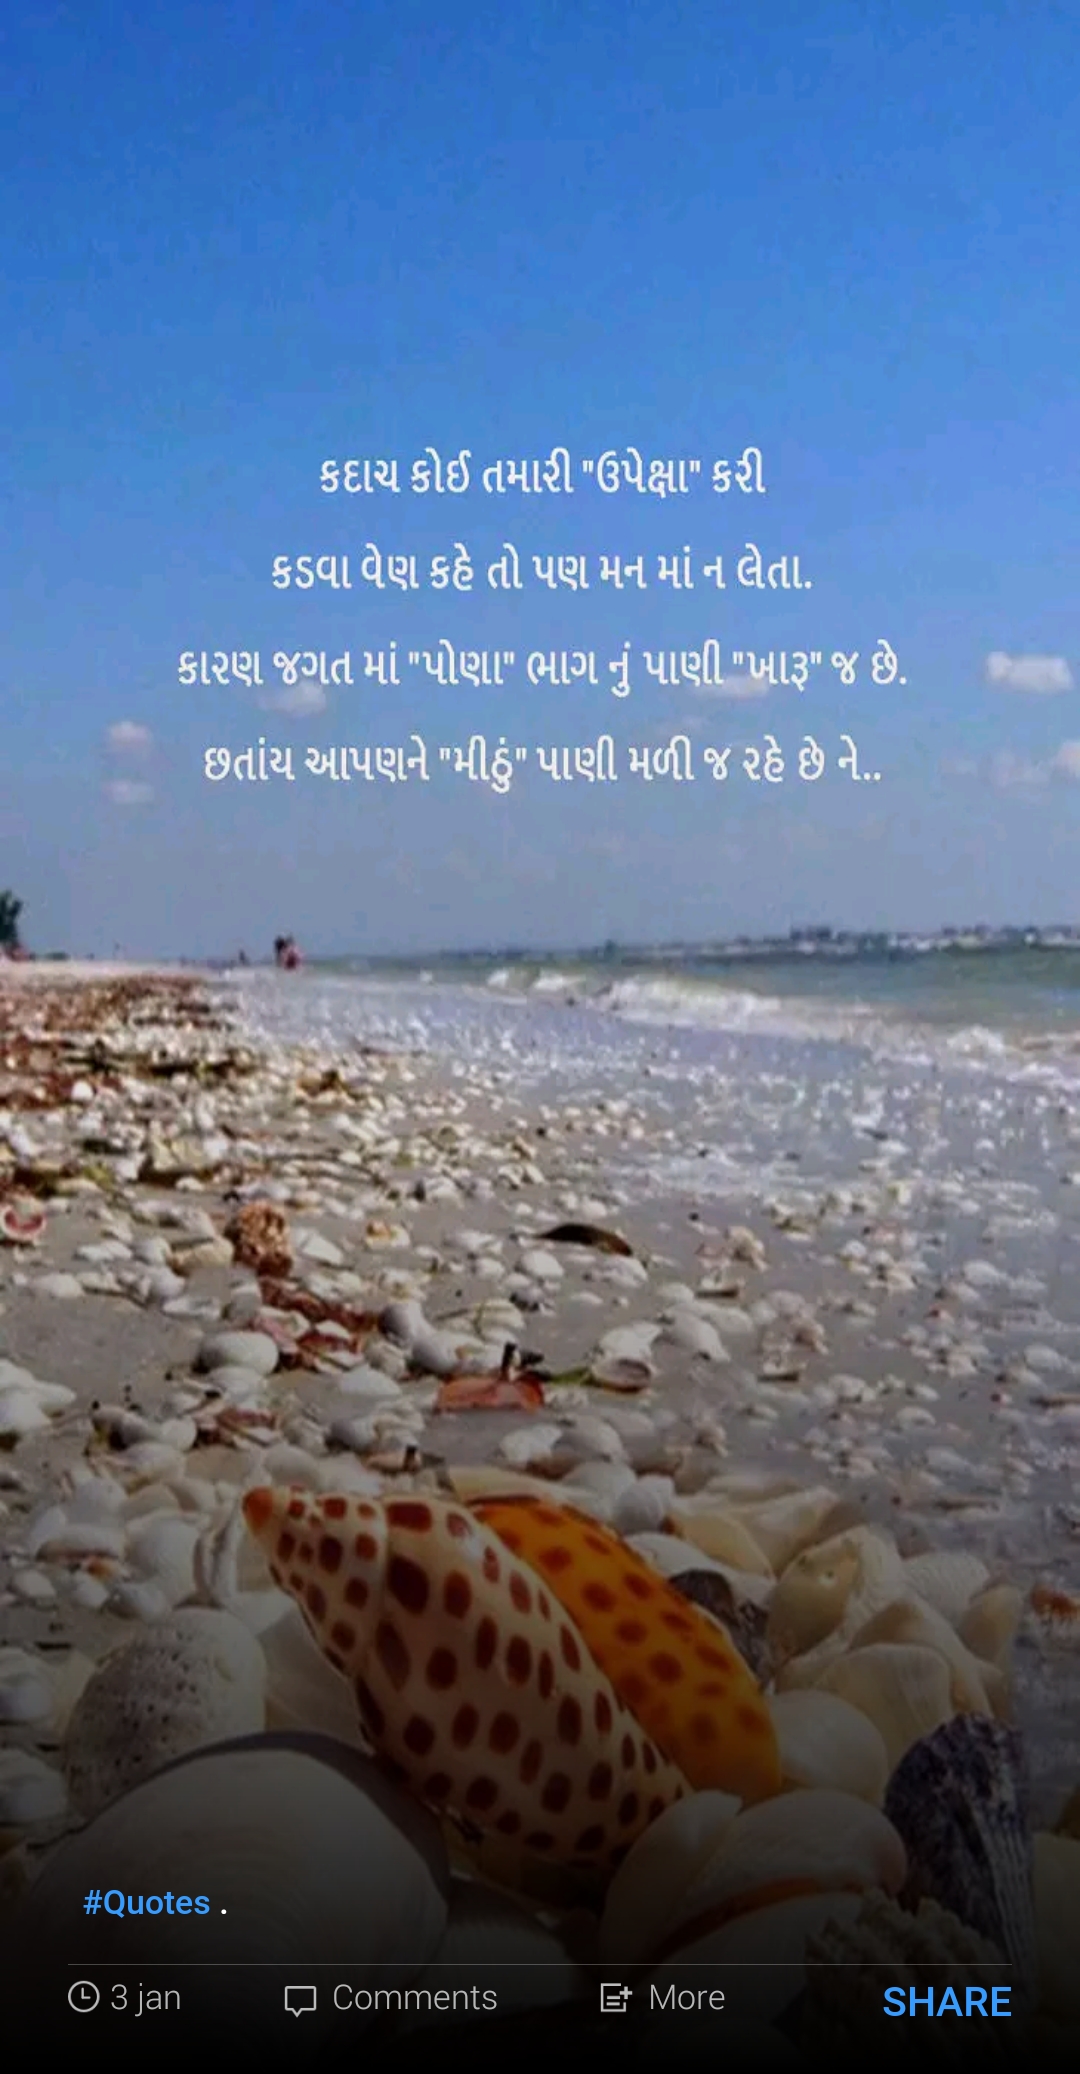 કદાચ કોઈ તમારી "ઉપેક્ષા" કરી
કડવા વેણ કહે તો પણ મન માં ન લેતા.
કારણ જગત માં "પોણા" ભાગ નું પાણી "ખારૂ" જ છે.
છતાંય આપણને "મીઠું" પાણી મળી જ રહે છે ને..
#Quotes .
3 jan
Comments
More
SHARE